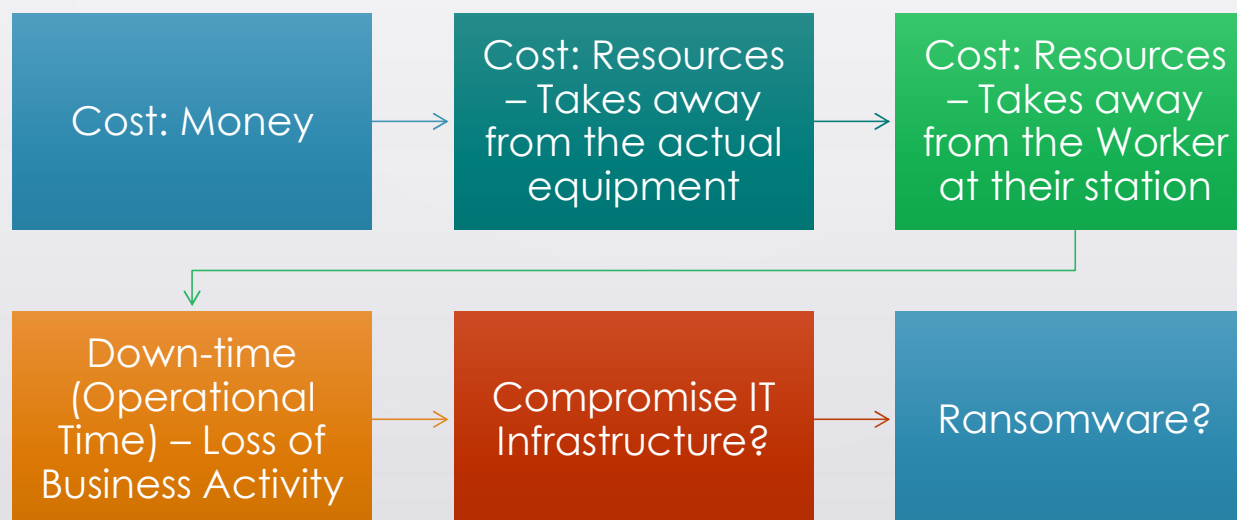 Cost: Money
Cost: Resources
– Takes away
from the actual
equipment
Cost: Resources
– Takes away
from the Worker
at their station
Down-time
(Operational
Time) – Loss of
Business Activity
Compromise IT
Infrastructure?
Ransomware?